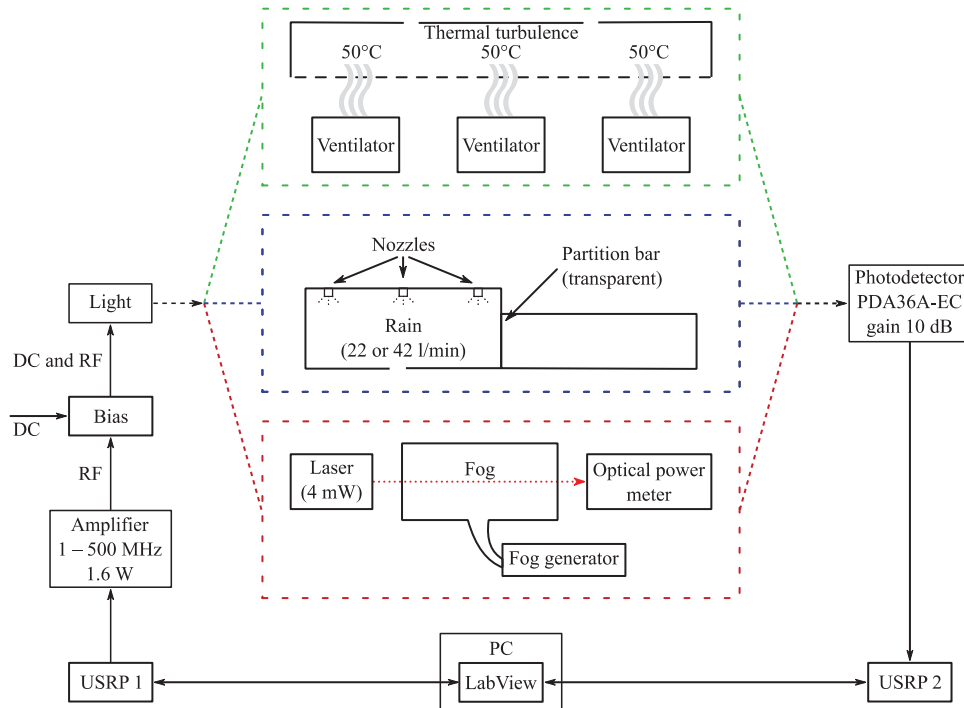 Thermal turbulence
50°C 50°C 50°C
Ventilator Ventilator Ventilator
Nozzles
Partition bar
(transparent)
Rain
(22 or 42 l/min)
Light
Photodetector
PDA36A-EC
gain 10 dB
DC and RF
Bias
DC
RF
Laser
(4 mW)
Fog
Optical power
meter
Fog generator
Amplifier
1 – 500 MHz
1.6 W
PC
USRP 1
LabView
USRP 2